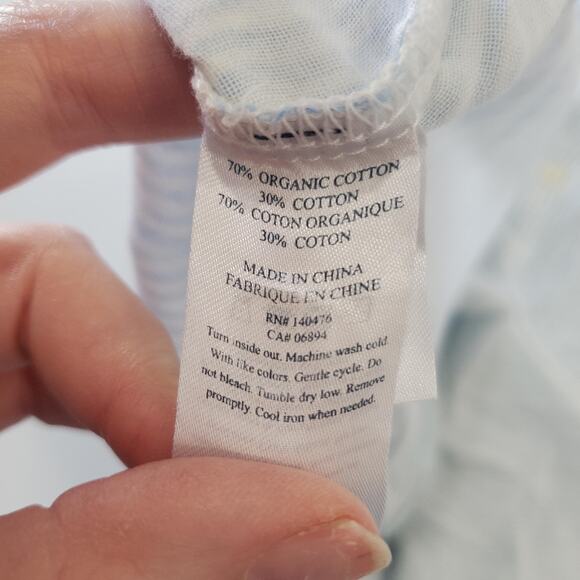 70% ORGANIC COTTON
30% COTTON
70% COTON ORGANIQUE
30% COTON
MADE IN CHINA
FABRIQUE EN CHINE
RN# 140476
CA# 06894
Turn inside out. Machine wash cold.
With like colors. Gentle cycle. Do
not bleach. Tumble dry low. Remove
promptly. Cool iron when needed.